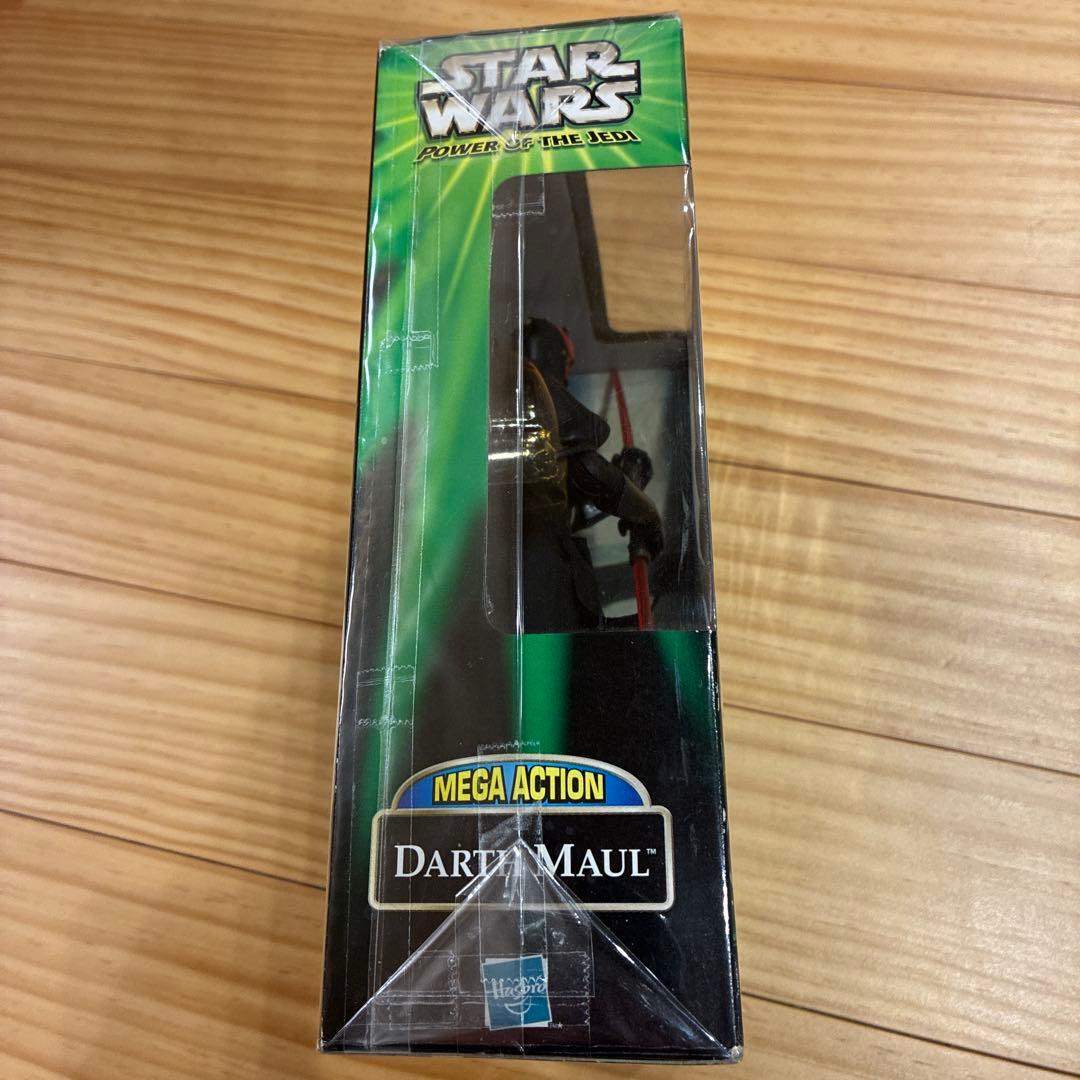 STAR
WARS
POWER OF THE JEDI
MEGA ACTION
DARTH MAUL™
Hasbro